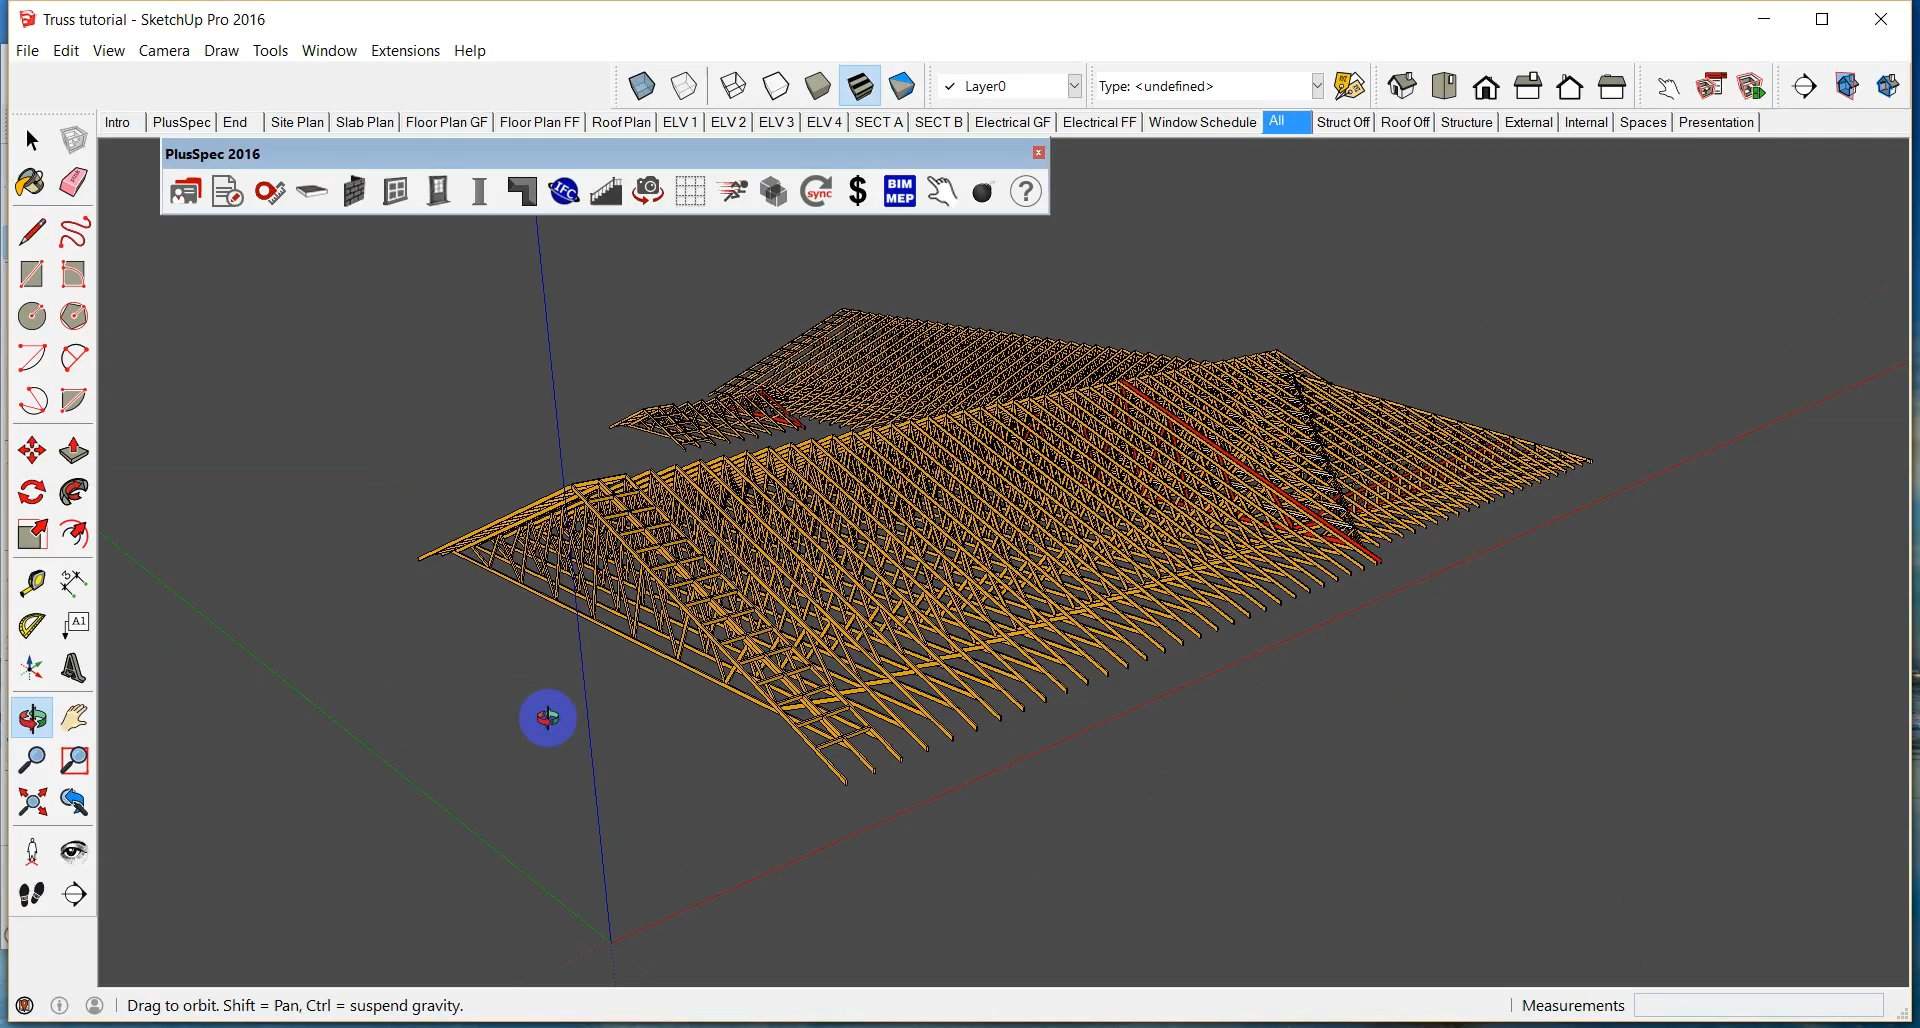 Truss tutorial - SketchUp Pro 2016
File Edit View Camera Draw Tools Window Extensions Help
Layer0 Type: <undefined>
Intro PlusSpec End Site Plan Slab Plan Floor Plan GF Floor Plan FF Roof Plan ELV 1 ELV 2 ELV 3 ELV 4 SECT A SECT B Electrical GF Electrical FF Window Schedule All Struct Off Roof Off Structure External Internal Spaces Presentation
PlusSpec 2016
IFC sync $ BIM MEP ?
A1
Drag to orbit. Shift = Pan, Ctrl = suspend gravity. Measurements